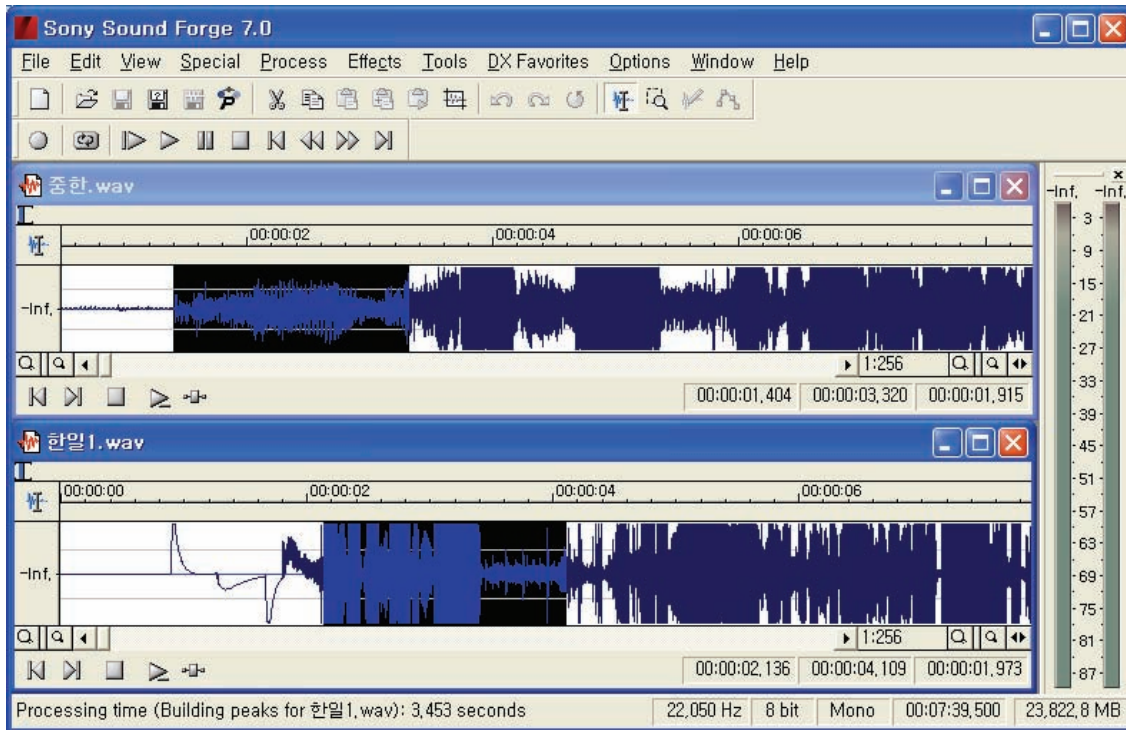 Sony Sound Forge 7.0
File Edit View Special Process Effects Tools DX Favorites Options Window Help
중한.wav
-Inf. -Inf.
00:00:02 00:00:04 00:00:06
-Inf.
1:256
00:00:01,404 00:00:03,320 00:00:01,915
한일1.wav
00:00:00 00:00:02 00:00:04 00:00:06
-Inf.
1:256
00:00:02,136 00:00:04,109 00:00:01,973
3
9
-15
-21
-27
-33
-39
-45
-51
-57
-63
-69
-75
-81
-87
Processing time (Building peaks for 한일1.wav): 3,453 seconds 22,050 Hz 8 bit Mono 00:07:39,500 23,822,8 MB